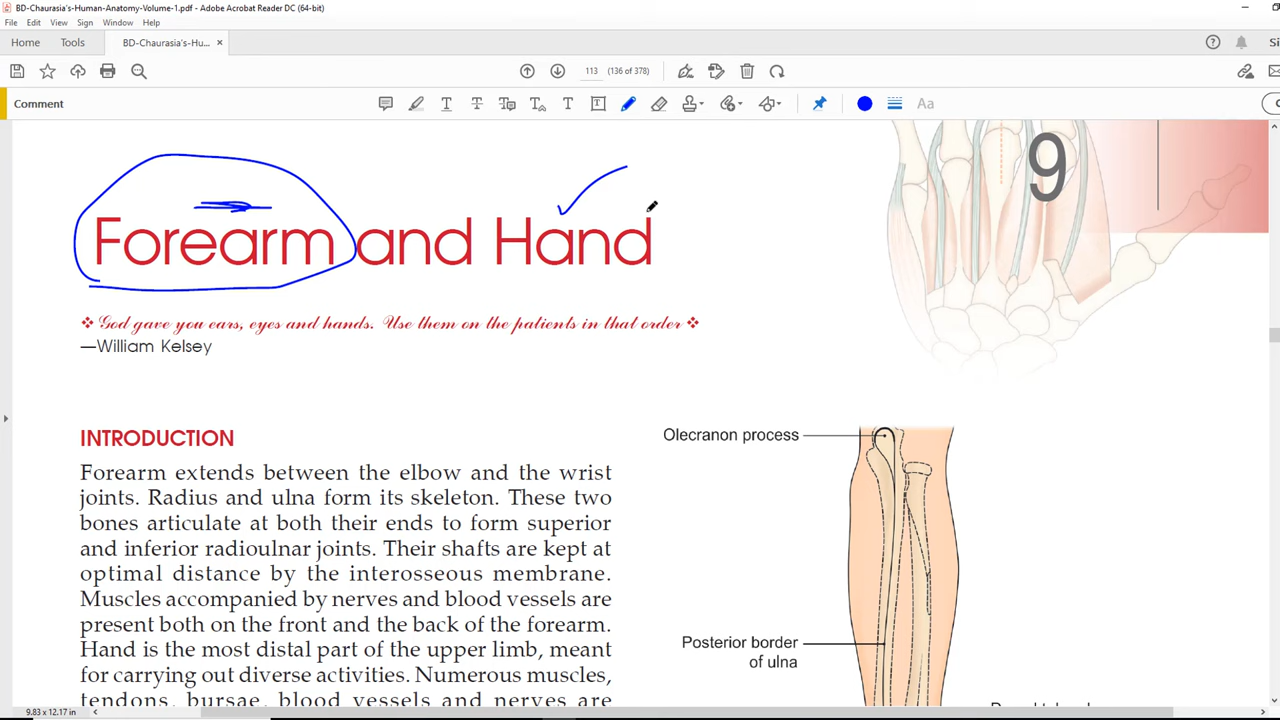 BD-Chaurasia's-Human-Anatomy-Volume-1.pdf - Adobe Acrobat Reader DC (64-bit)
File Edit View Sign Window Help
Home Tools BD-Chaurasia's-Hu... ×
113 (136 of 378)
Comment
Aa
9
Forearm and Hand
❖ God gave you ears, eyes and hands. Use them on the patients in that order ❖
—William Kelsey
INTRODUCTION
Forearm extends between the elbow and the wrist
joints. Radius and ulna form its skeleton. These two
bones articulate at both their ends to form superior
and inferior radioulnar joints. Their shafts are kept at
optimal distance by the interosseous membrane.
Muscles accompanied by nerves and blood vessels are
present both on the front and the back of the forearm.
Hand is the most distal part of the upper limb, meant
for carrying out diverse activities. Numerous muscles,
tendons, bursae, blood vessels and nerves are
Olecranon process
Posterior border
of ulna
9.83 x 12.17 in